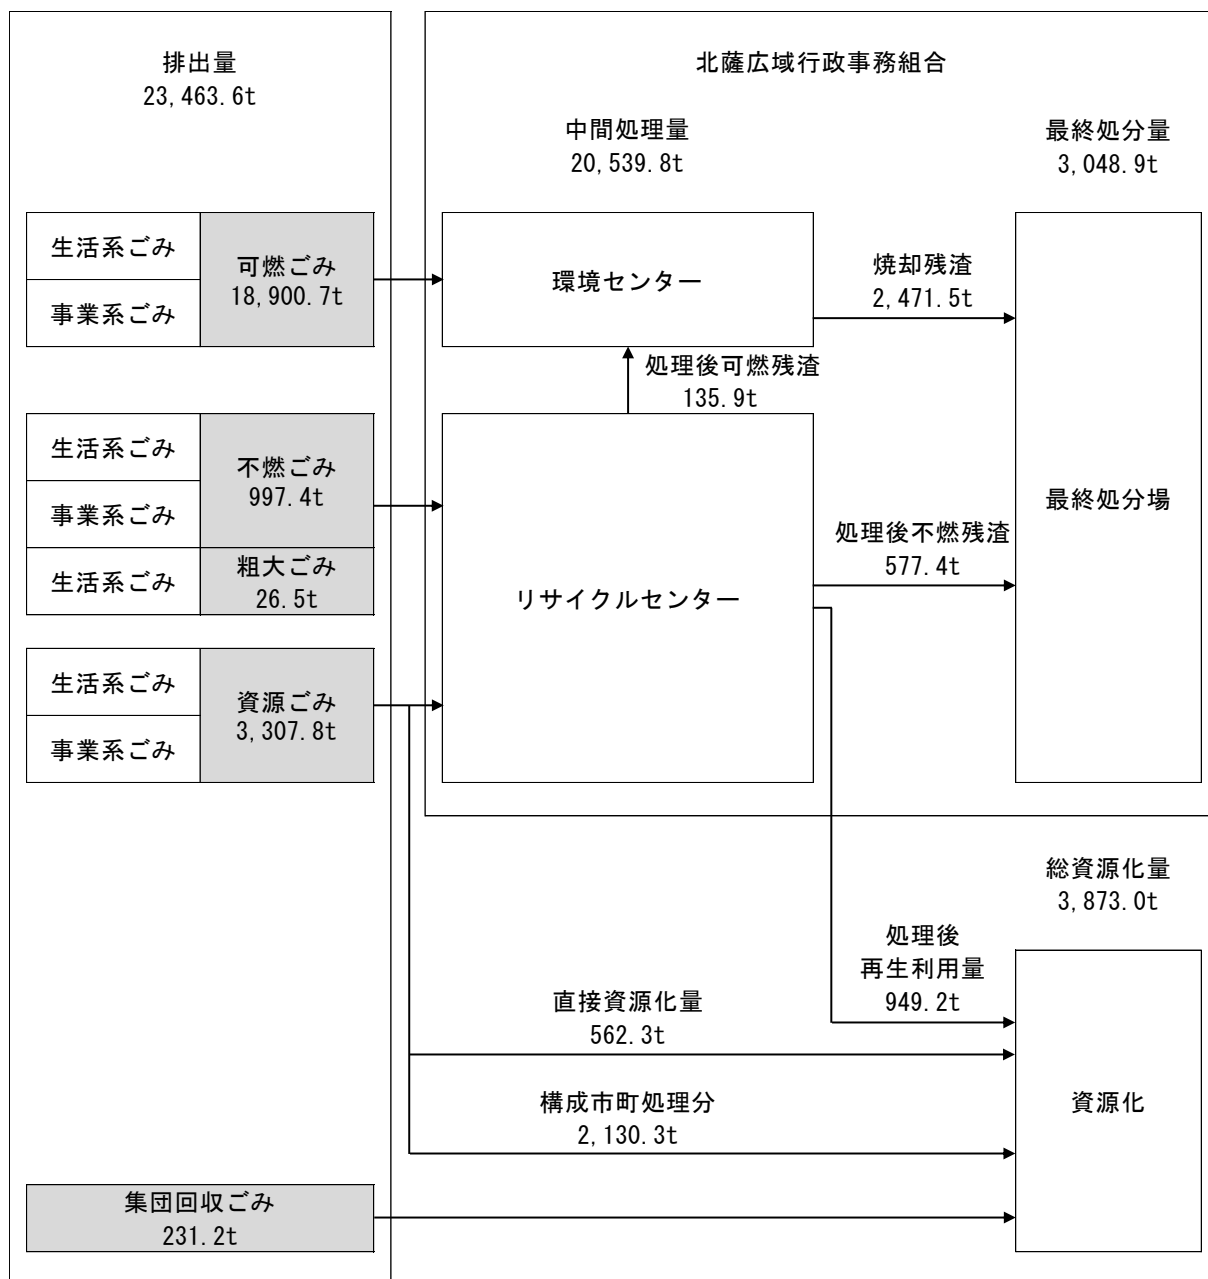 排出量
23,463.6t
北薩広域行政事務組合
中間処理量
20,539.8t
最終処分量
3,048.9t
生活系ごみ
事業系ごみ
可燃ごみ
18,900.7t
環境センター
焼却残渣
2,471.5t
処理後可燃残渣
135.9t
生活系ごみ
事業系ごみ
不燃ごみ
997.4t
生活系ごみ
粗大ごみ
26.5t
リサイクルセンター
処理後不燃残渣
577.4t
最終処分場
生活系ごみ
事業系ごみ
資源ごみ
3,307.8t
総資源化量
3,873.0t
処理後
再生利用量
949.2t
直接資源化量
562.3t
構成市町処理分
2,130.3t
資源化
集団回収ごみ
231.2t